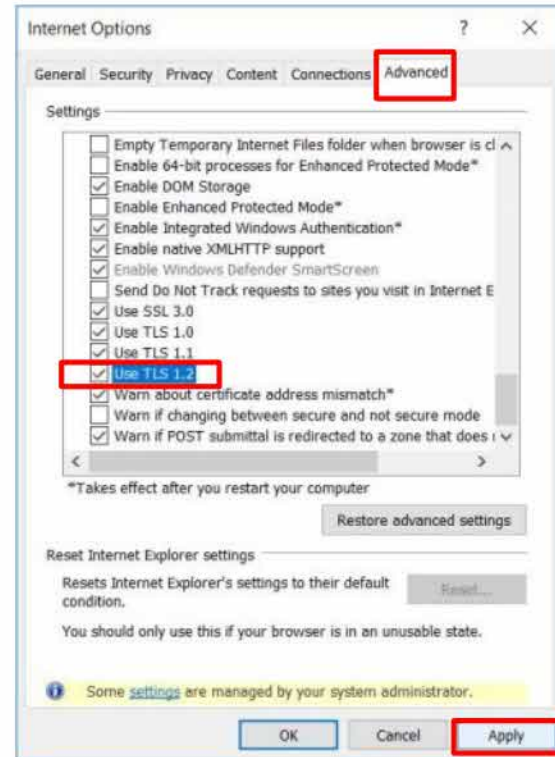 Internet Options
General Security Privacy Content Connections Advanced
Settings
Empty Temporary Internet Files folder when browser is cl
Enable 64-bit processes for Enhanced Protected Mode*
Enable DOM Storage
Enable Enhanced Protected Mode*
Enable Integrated Windows Authentication*
Enable native XMLHTTP support
Enable Windows Defender SmartScreen
Send Do Not Track requests to sites you visit in Internet E
Use SSL 3.0
Use TLS 1.0
Use TLS 1.1
Use TLS 1.2
Warn about certificate address mismatch*
Warn if changing between secure and not secure mode
Warn if POST submittal is redirected to a zone that does
*Takes effect after you restart your computer
Restore advanced settings
Reset Internet Explorer settings
Resets Internet Explorer's settings to their default
condition.
Reset...
You should only use this if your browser is in an unusable state.
Some settings are managed by your system administrator.
OK Cancel Apply